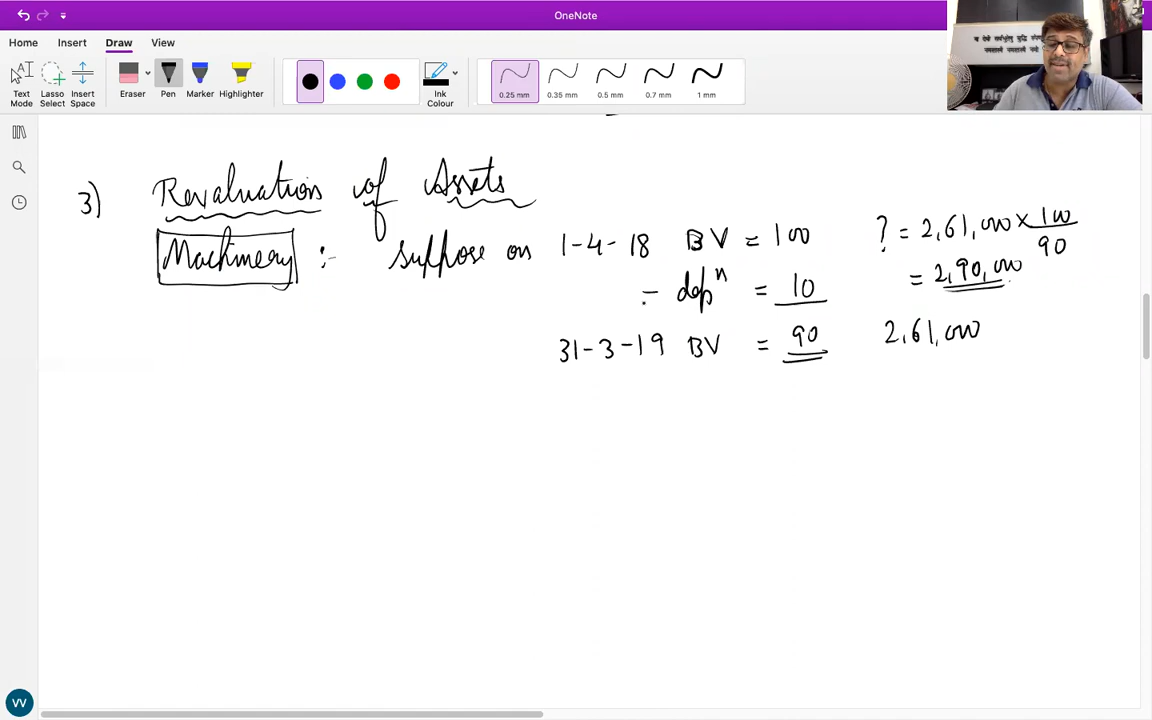 OneNote
Home Insert Draw View
Text Mode
Lasso Select
Insert Space
Eraser
Pen
Marker
Highlighter
Ink Colour
0.25 mm
0.35 mm
0.5 mm
0.7 mm
1 mm
3) Revaluation of Assets
Machinery :- suppose on 1-4-18 BV = 100
- depⁿ = 10
31-3-19 BV = 90
? = 2,61,000 × 100/90
= 2,90,000
2,61,000
VV